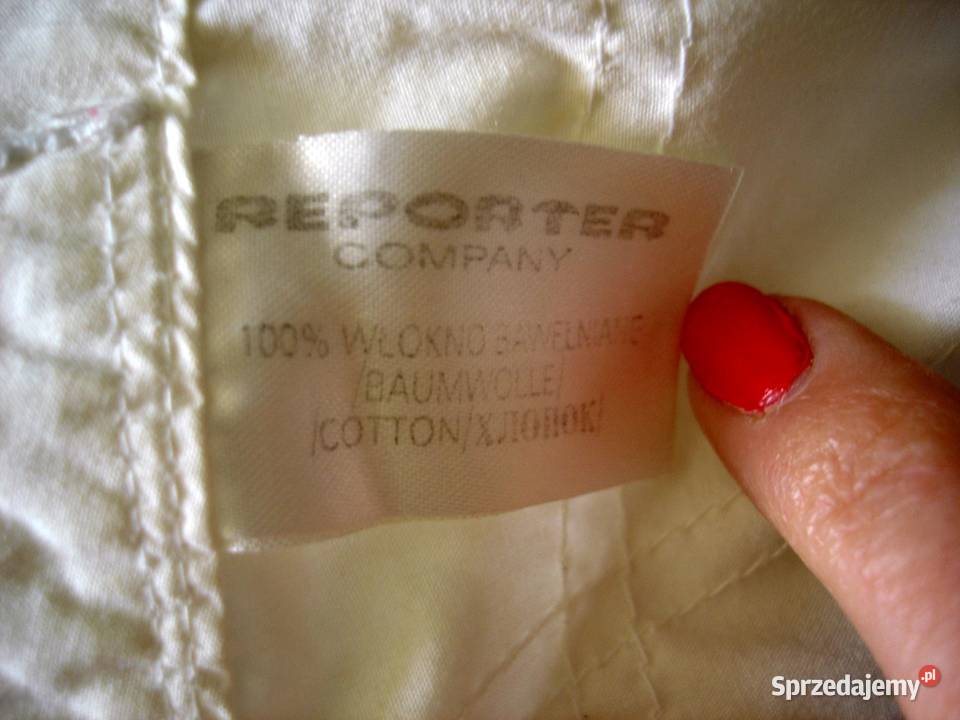 REPORTER
COMPANY
100% WŁOKNO BAWEŁNIANE
/BAUMWOLLE/
/COTTON/ХЛОПОК/
Sprzedajemy.pl